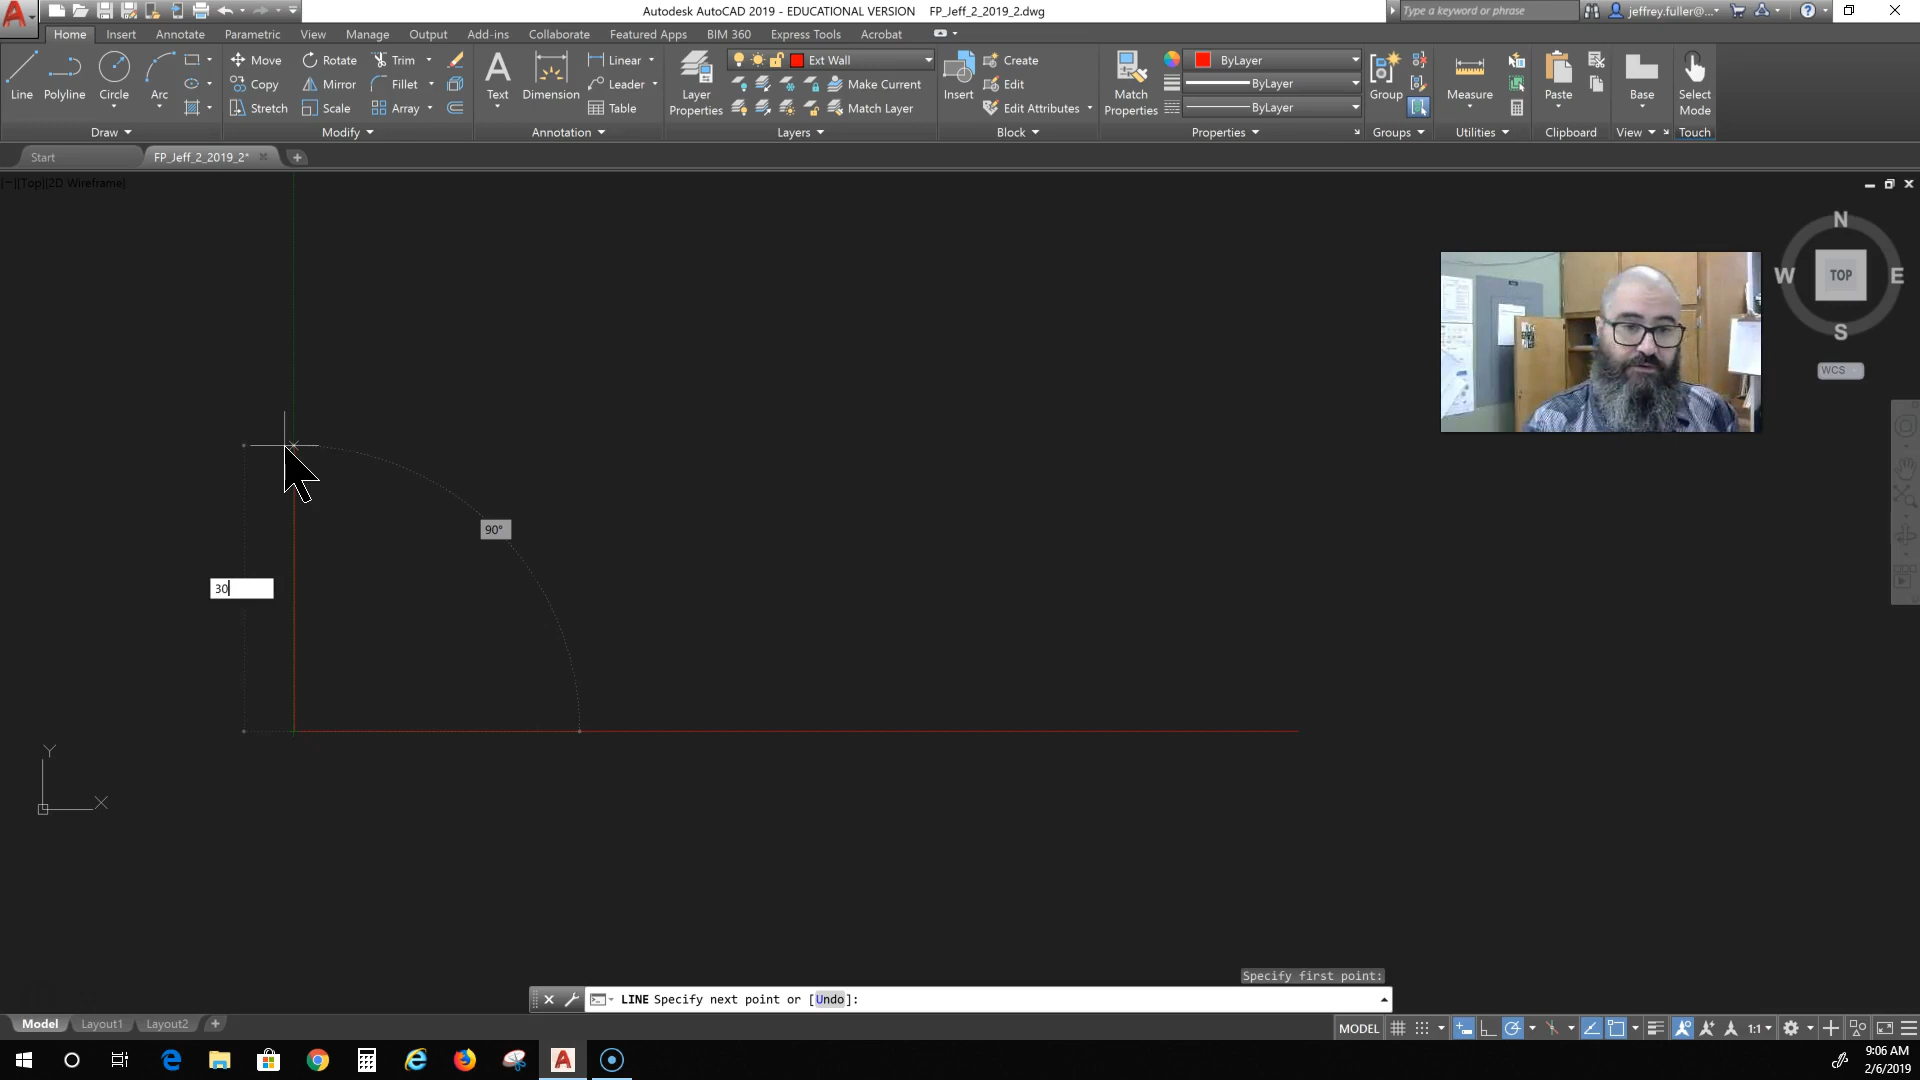 Autodesk AutoCAD 2019 - EDUCATIONAL VERSION FP_Jeff_2_2019_2.dwg
Type a keyword or phrase
jeffrey.fuller@...
Home Insert Annotate Parametric View Manage Output Add-ins Collaborate Featured Apps BIM 360 Express Tools Acrobat
Line Polyline Circle Arc
Draw
Move Rotate Trim
Copy Mirror Fillet
Stretch Scale Array
Modify
Text Dimension
Linear
Leader
Table
Annotation
Layer Properties
Ext Wall
Make Current
Match Layer
Layers
Insert
Create
Edit
Edit Attributes
Block
Match Properties
ByLayer
ByLayer
ByLayer
Properties
Group
Groups
Measure
Utilities
Paste
Clipboard
Base
View
Select Mode
Touch
Start FP_Jeff_2_2019_2*
[−][Top][2D Wireframe]
N
W TOP E
S
WCS
90°
30
Y
X
Specify first point:
LINE Specify next point or [Undo]:
Model Layout1 Layout2
MODEL
1:1
9:06 AM
2/6/2019